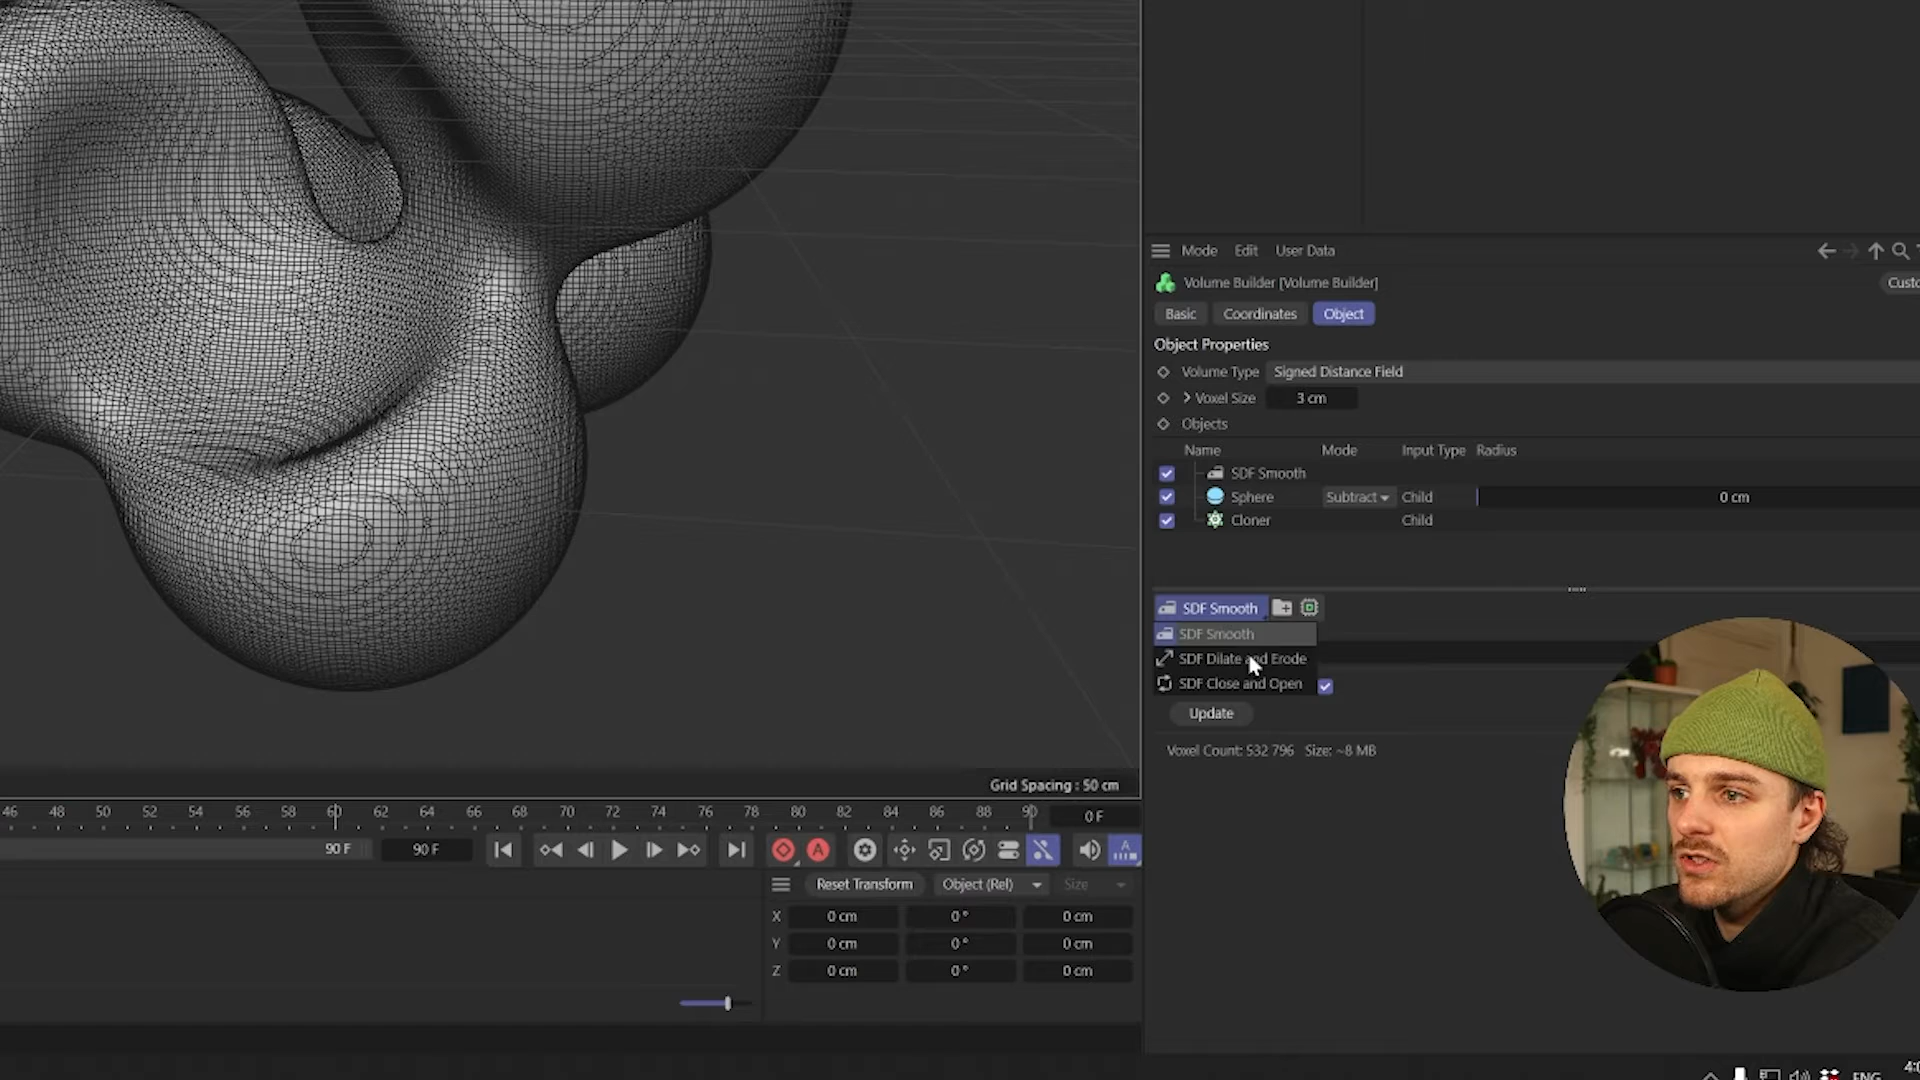 Mode Edit User Data
Volume Builder [Volume Builder]
Custo
Basic Coordinates Object
Object Properties
Volume Type Signed Distance Field
Voxel Size 3 cm
Objects
Name Mode Input Type Radius
SDF Smooth
Sphere Subtract Child 0 cm
Cloner Child
SDF Smooth
SDF Smooth
SDF Dilate and Erode
SDF Close and Open
Update
Voxel Count: 532 796 Size: ~8 MB
Grid Spacing : 50 cm
46 48 50 52 54 56 58 60 62 64 66 68 70 72 74 76 78 80 82 84 86 88 90 0 F
90 F 90 F
A A
Reset Transform Object (Rel) Size
X 0 cm 0 ° 0 cm
Y 0 cm 0 ° 0 cm
Z 0 cm 0 ° 0 cm
ENG 4:0